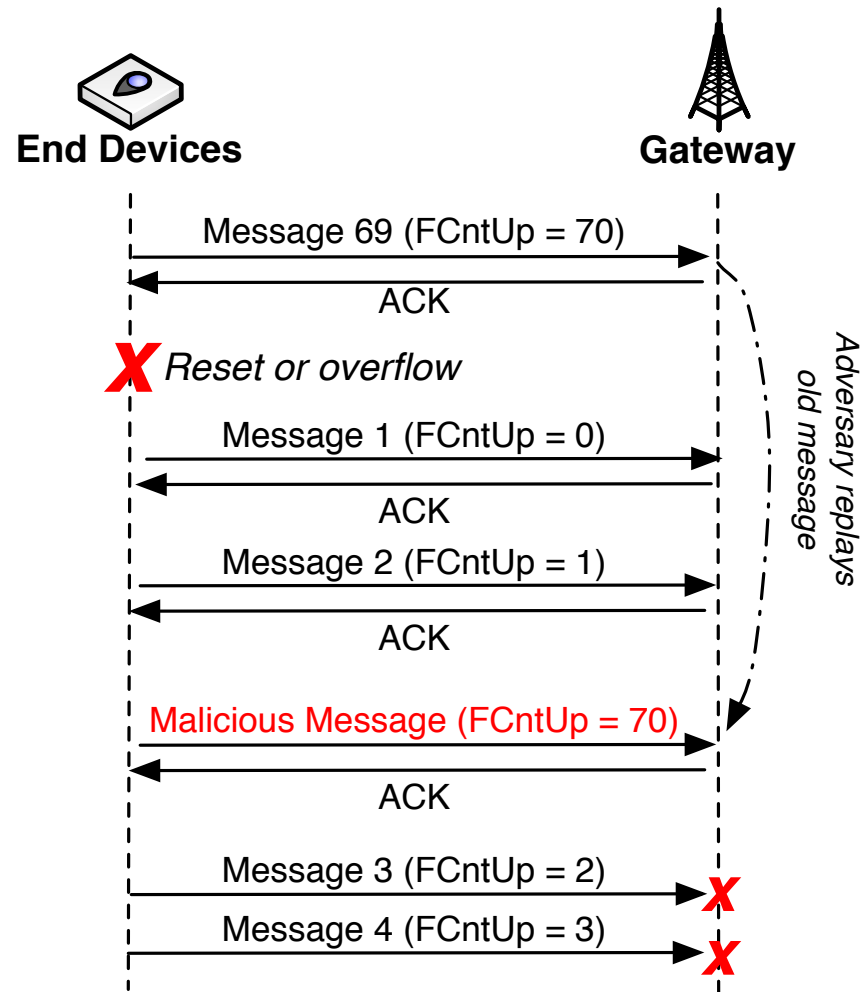 End Devices
Gateway
Message 69 (FCntUp = 70)
ACK
Reset or overflow
Message 1 (FCntUp = 0)
ACK
Message 2 (FCntUp = 1)
ACK
Adversary replays
old message
Malicious Message (FCntUp = 70)
ACK
Message 3 (FCntUp = 2)
X
Message 4 (FCntUp = 3)
X